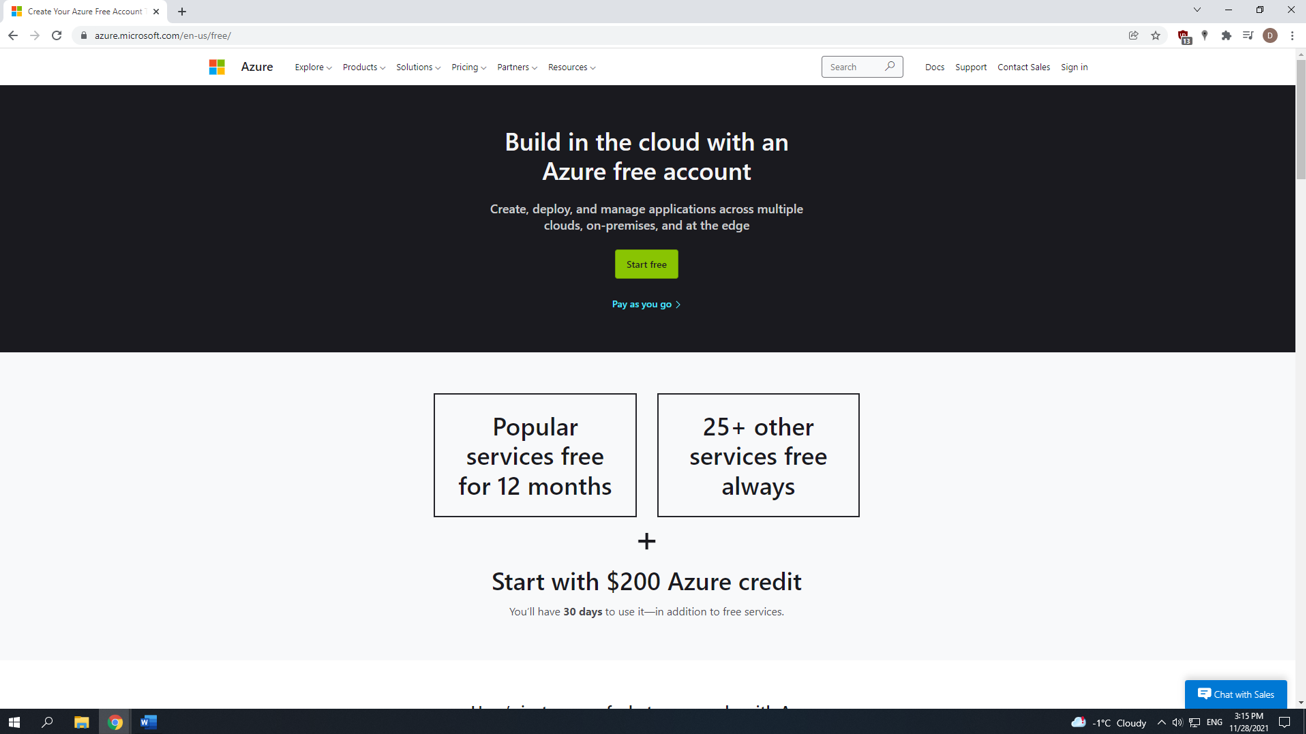 Create Your Azure Free Account
azure.microsoft.com/en-us/free/
13
D
Azure
Explore
Products
Solutions
Pricing
Partners
Resources
Search
Docs
Support
Contact Sales
Sign in
Build in the cloud with an
Azure free account
Create, deploy, and manage applications across multiple
clouds, on-premises, and at the edge
Start free
Pay as you go
Popular
services free
for 12 months
25+ other
services free
always
+
Start with $200 Azure credit
You'll have 30 days to use it—in addition to free services.
Chat with Sales
-1°C Cloudy
ENG
3:15 PM
11/28/2021